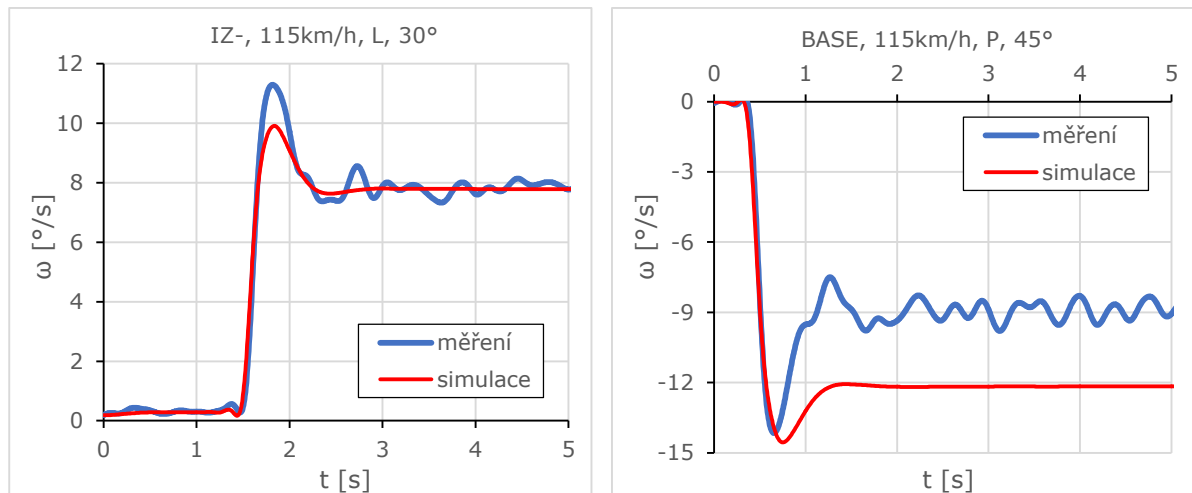 IZ-, 115km/h, L, 30°
12
10
8
6
4
2
0
0 1 2 3 4 5
ω [°/s]
t [s]
měření
simulace
BASE, 115km/h, P, 45°
0 1 2 3 4 5
0
-3
-6
-9
-12
-15
ω [°/s]
t [s]
měření
simulace